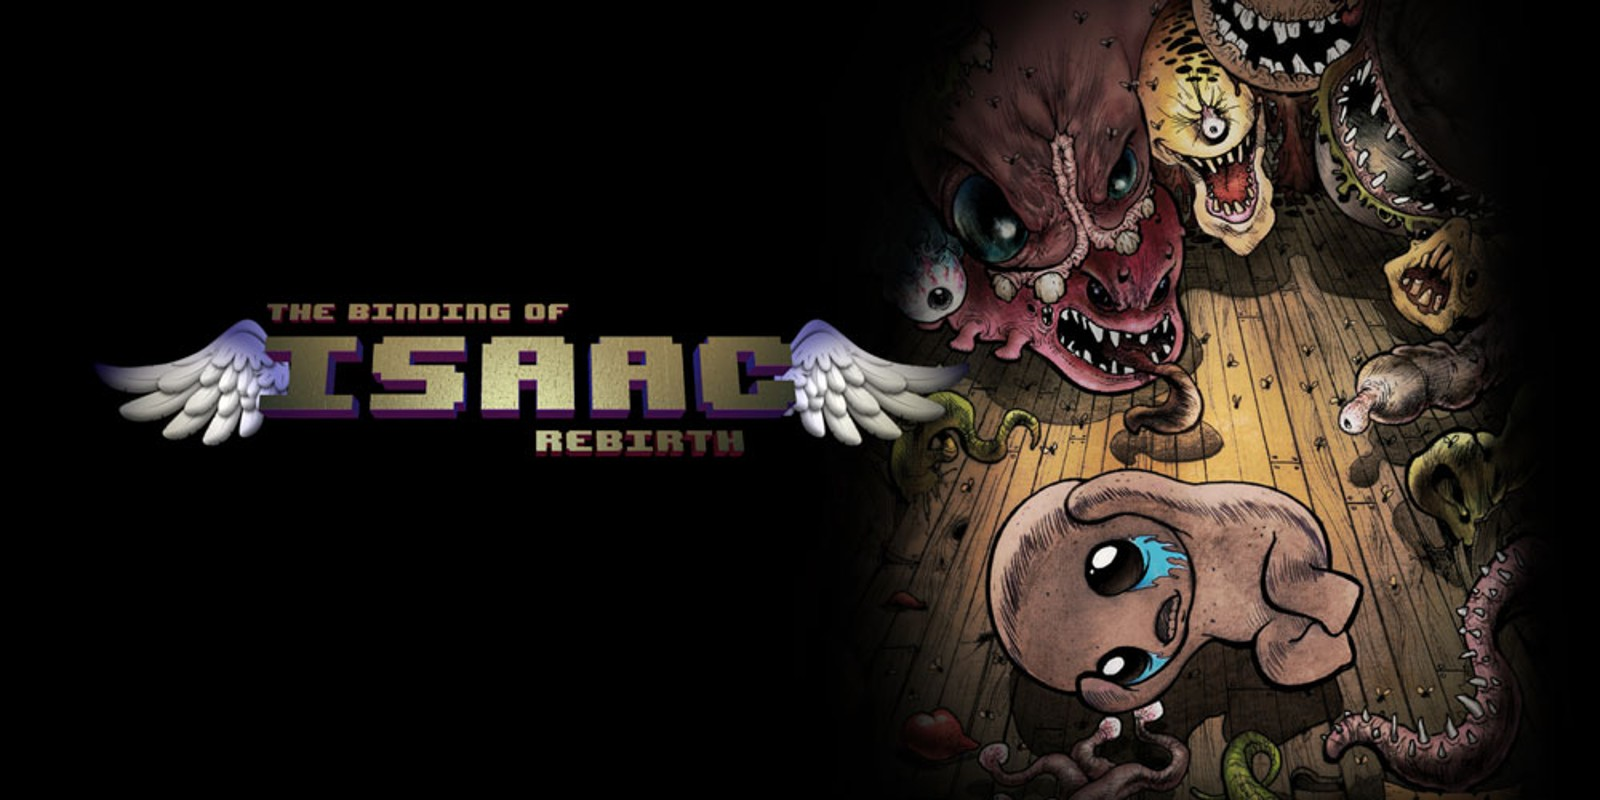 THE BINDING OF
ISAAC
REBIRTH